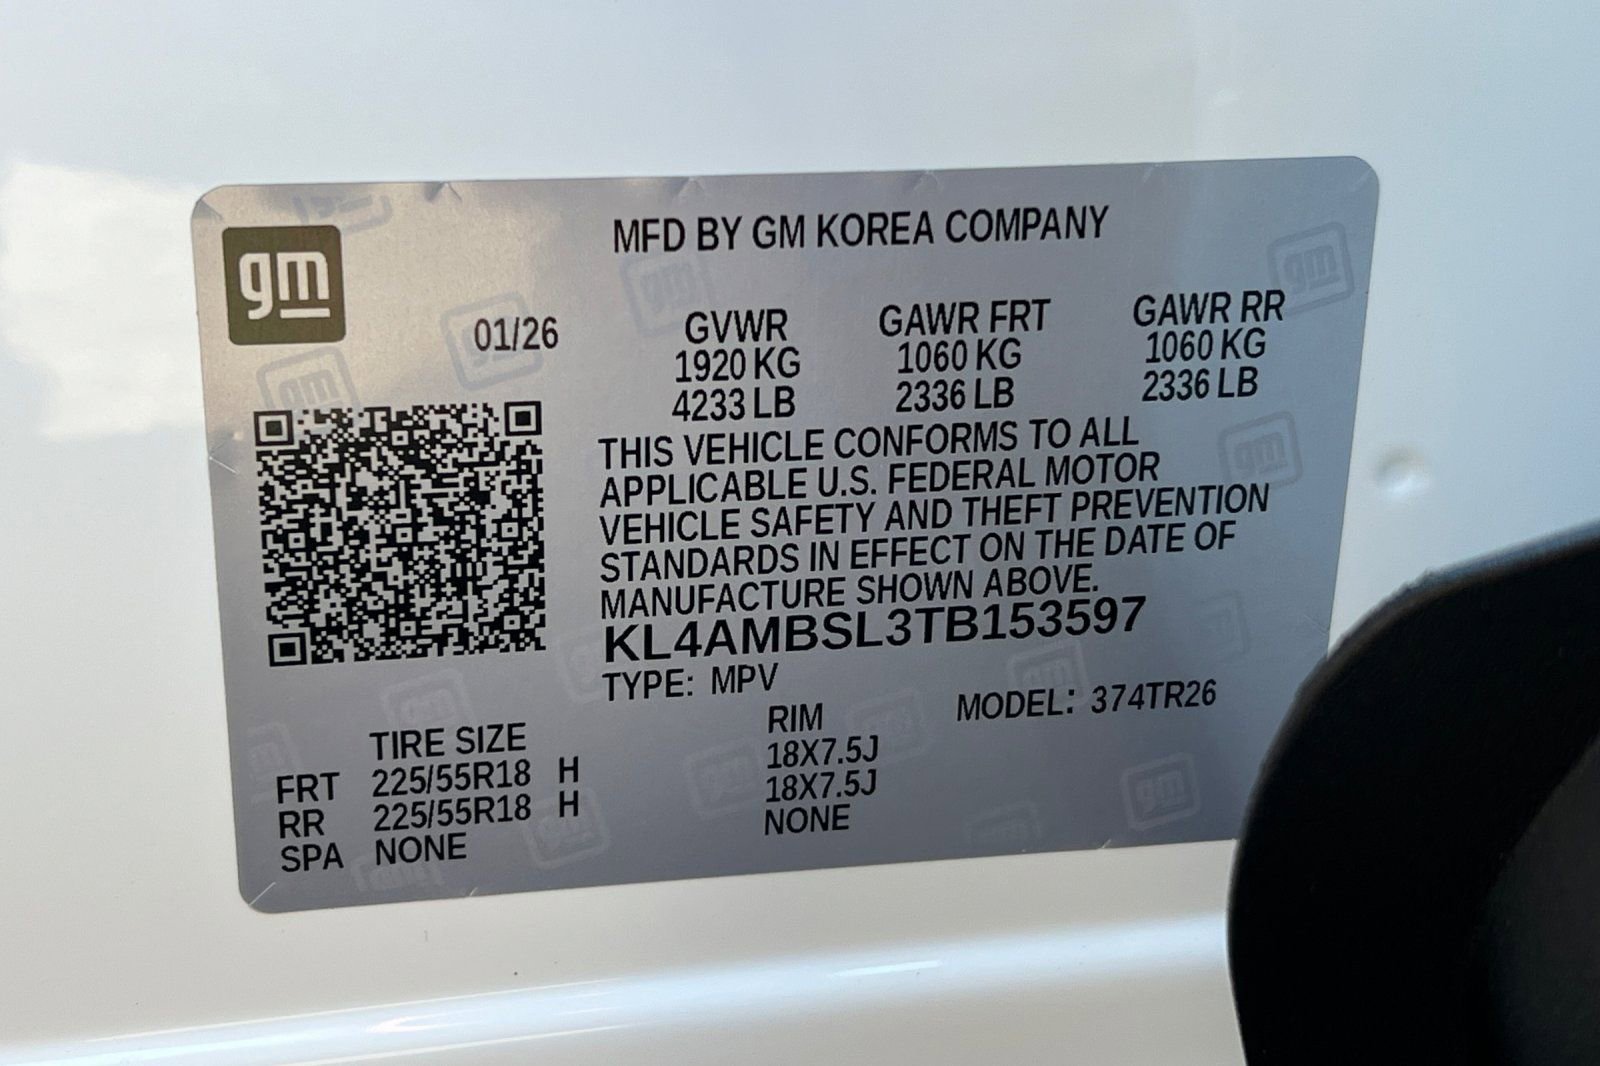 gm
MFD BY GM KOREA COMPANY
01/26 GVWR GAWR FRT GAWR RR
1920 KG 1060 KG 1060 KG
4233 LB 2336 LB 2336 LB
THIS VEHICLE CONFORMS TO ALL
APPLICABLE U.S. FEDERAL MOTOR
VEHICLE SAFETY AND THEFT PREVENTION
STANDARDS IN EFFECT ON THE DATE OF
MANUFACTURE SHOWN ABOVE.
KL4AMBSL3TB153597
TYPE: MPV MODEL: 374TR26
TIRE SIZE RIM
FRT 225/55R18 H 18X7.5J
RR 225/55R18 H 18X7.5J
SPA NONE NONE